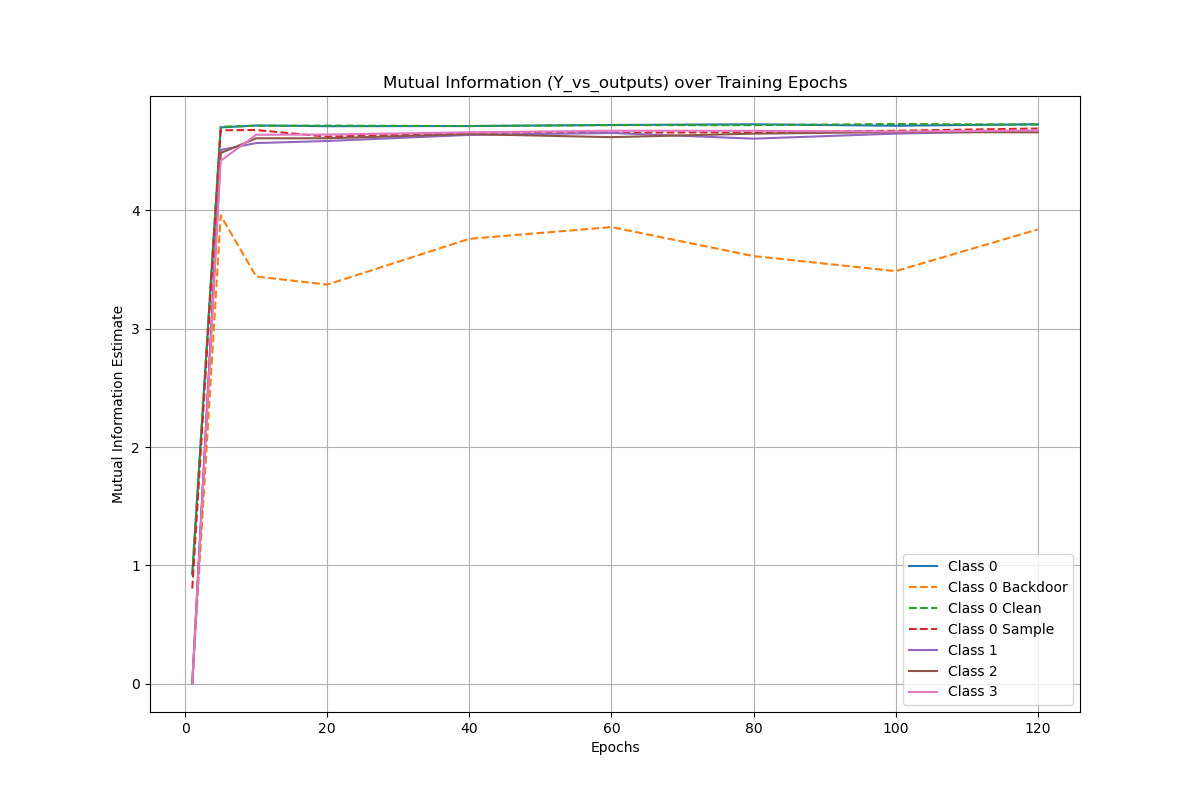 Mutual Information (Y_vs_outputs) over Training Epochs
Mutual Information Estimate
4
3
2
1
0
0 20 40 60 80 100 120
Epochs
Class 0
Class 0 Backdoor
Class 0 Clean
Class 0 Sample
Class 1
Class 2
Class 3